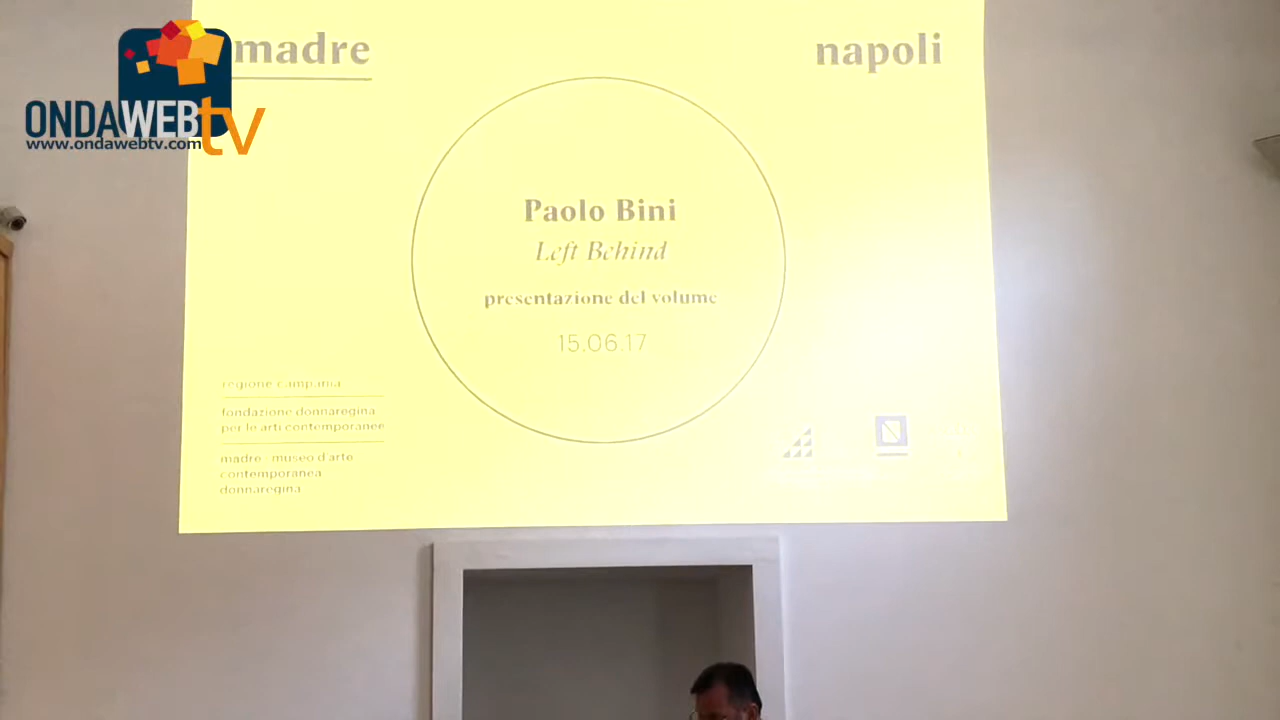 madre
napoli
ONDAWEBtv
www.ondawebtv.com
Paolo Bini
Left Behind
presentazione del volume
15.06.17
regione campania
fondazione donnaregina
per le arti contemporanee
madre · museo d'arte
contemporanea
donnaregina